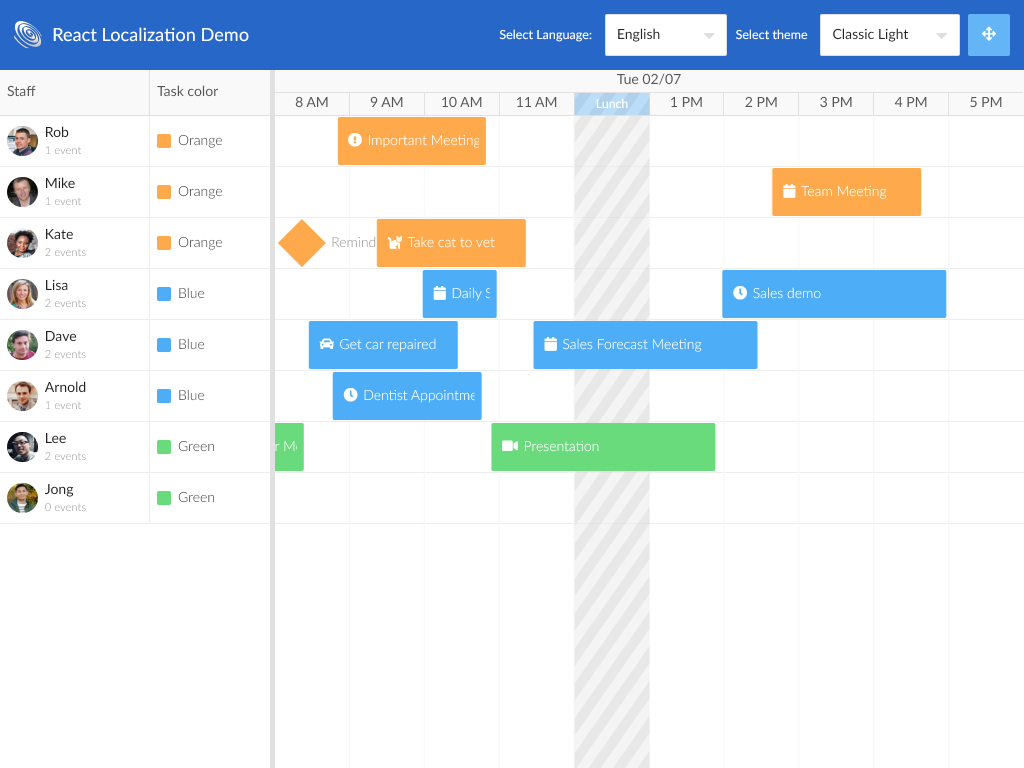 React Localization Demo
Select Language:
English
Select theme
Classic Light
Staff
Task color
Tue 02/07
8 AM 9 AM 10 AM 11 AM Lunch 1 PM 2 PM 3 PM 4 PM 5 PM
Rob
1 event
Orange
Important Meeting
Mike
1 event
Orange
Team Meeting
Kate
2 events
Orange
Remind
Take cat to vet
Lisa
2 events
Blue
Daily S
Sales demo
Dave
2 events
Blue
Get car repaired
Sales Forecast Meeting
Arnold
1 event
Blue
Dentist Appointme
Lee
2 events
Green
r M
Presentation
Jong
0 events
Green